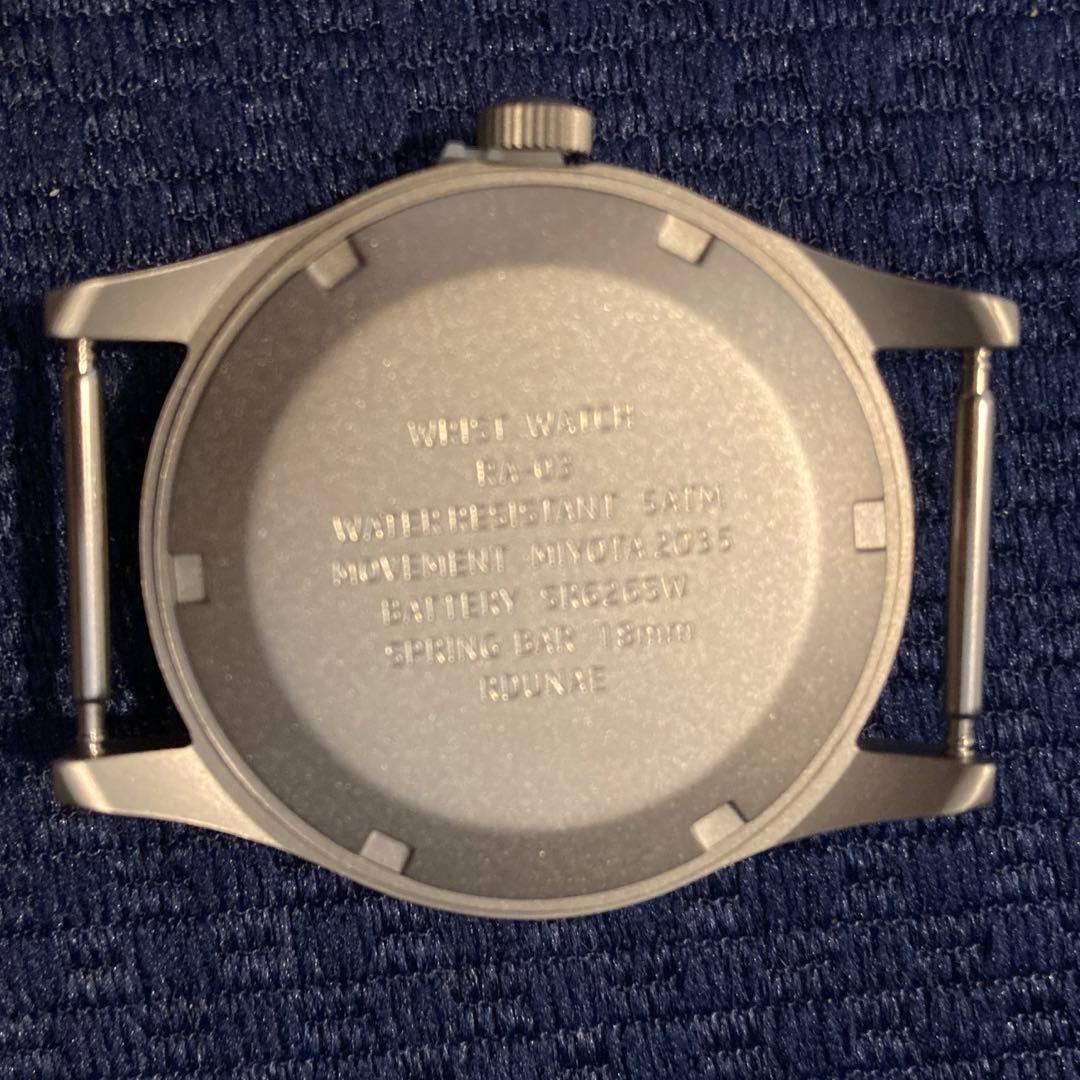 WRIST WATCH
RA-03
WATER RESISTANT 5ATM
MOVEMENT MIYOTA 2035
BATTERY SR626SW
SPRING BAR 18mm
RDUNAE